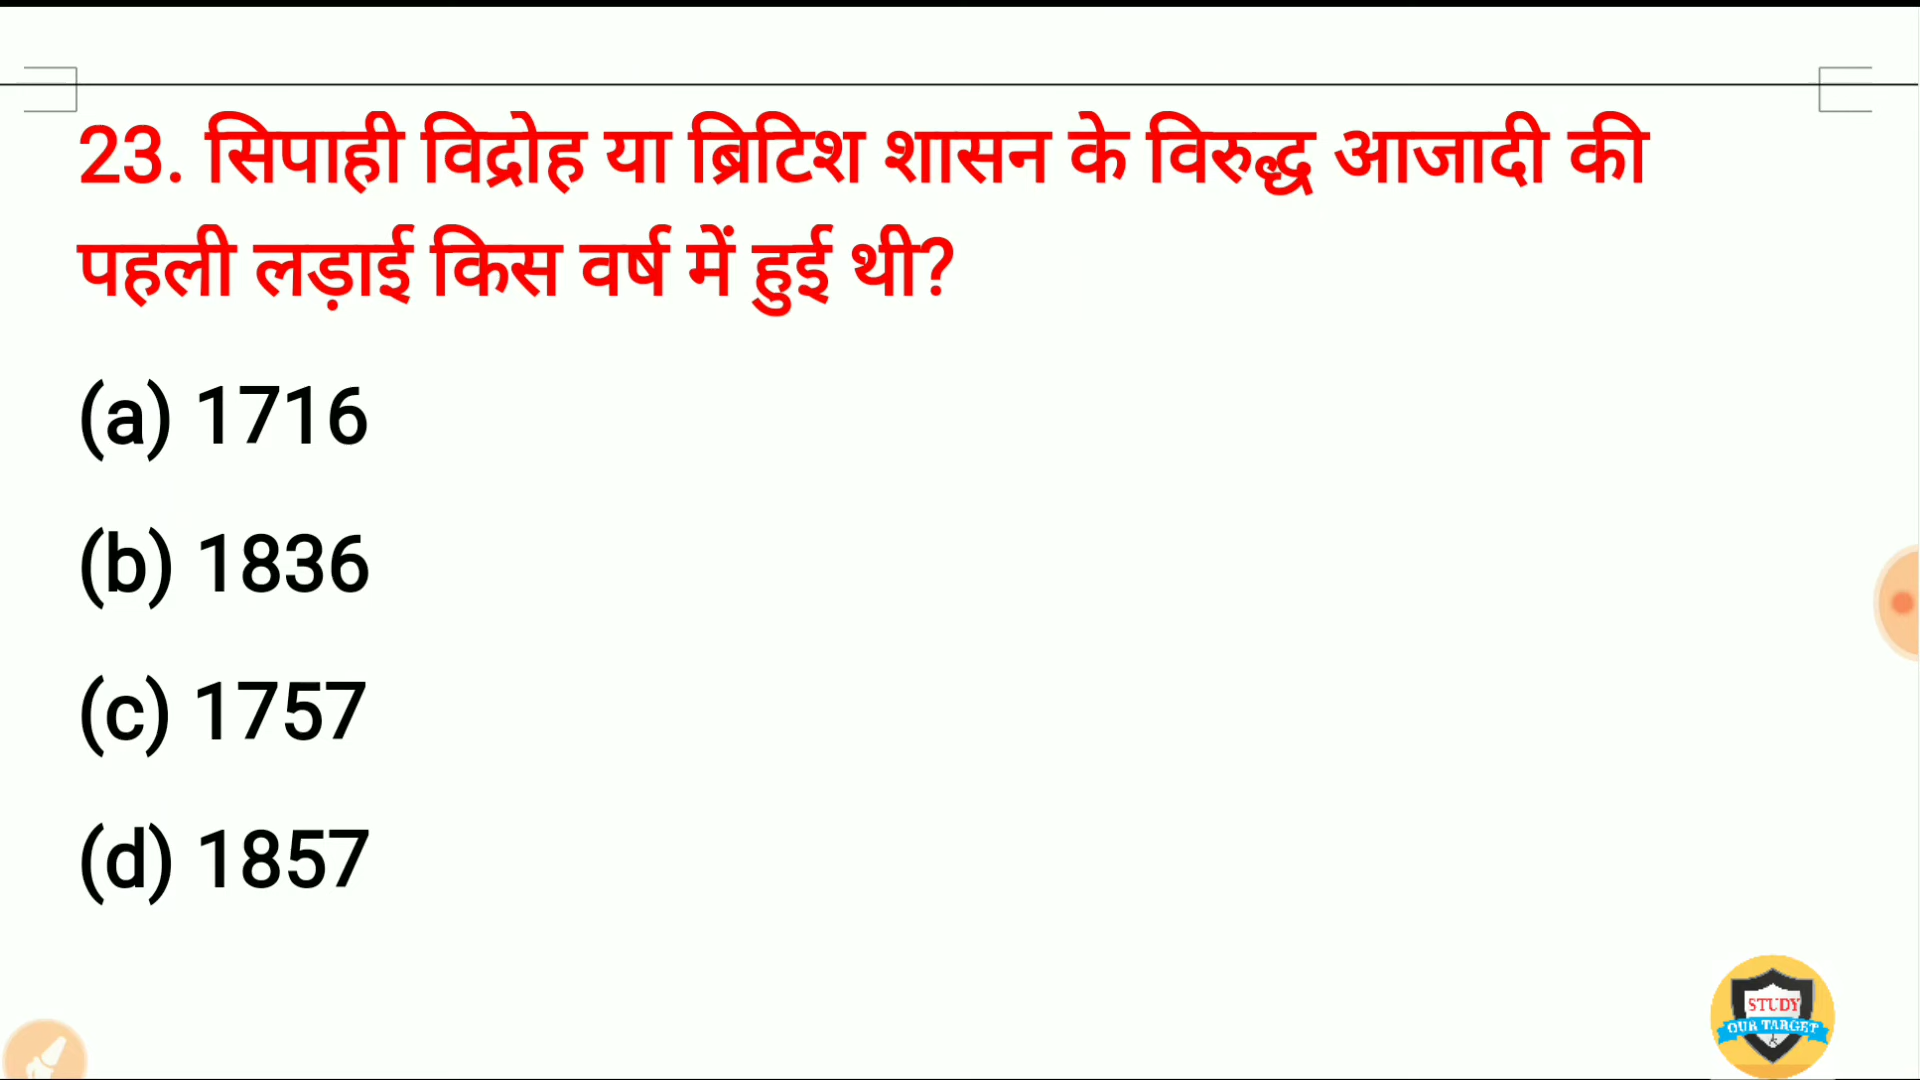 23. सिपाही विद्रोह या ब्रिटिश शासन के विरुद्ध आजादी की
पहली लड़ाई किस वर्ष में हुई थी?
(a) 1716
(b) 1836
(c) 1757
(d) 1857
STUDY
OUR TARGET